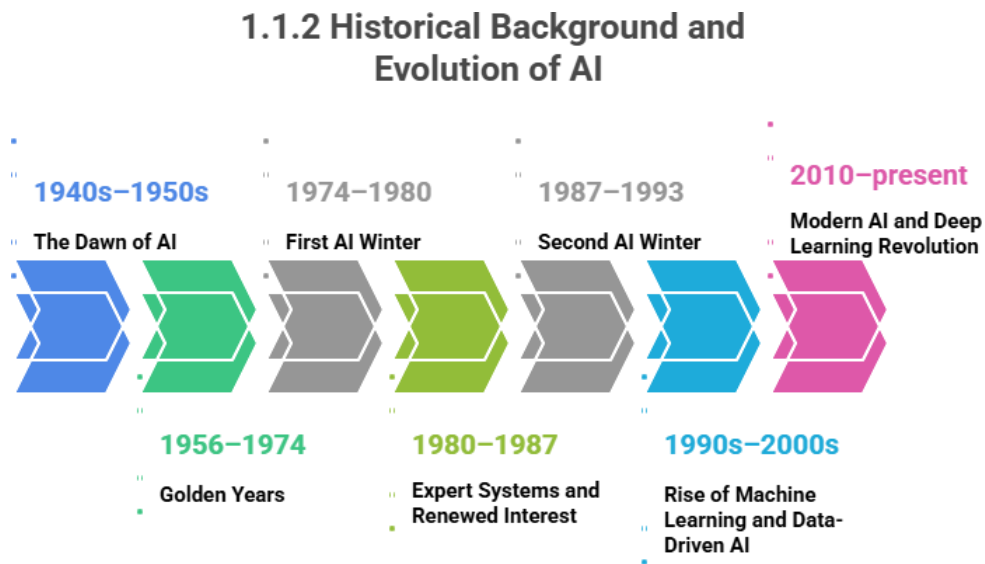 1.1.2 Historical Background and
Evolution of AI
1940s–1950s
The Dawn of AI
1956–1974
Golden Years
1974–1980
First AI Winter
1980–1987
Expert Systems and
Renewed Interest
1987–1993
Second AI Winter
1990s–2000s
Rise of Machine
Learning and Data-
Driven AI
2010–present
Modern AI and Deep
Learning Revolution